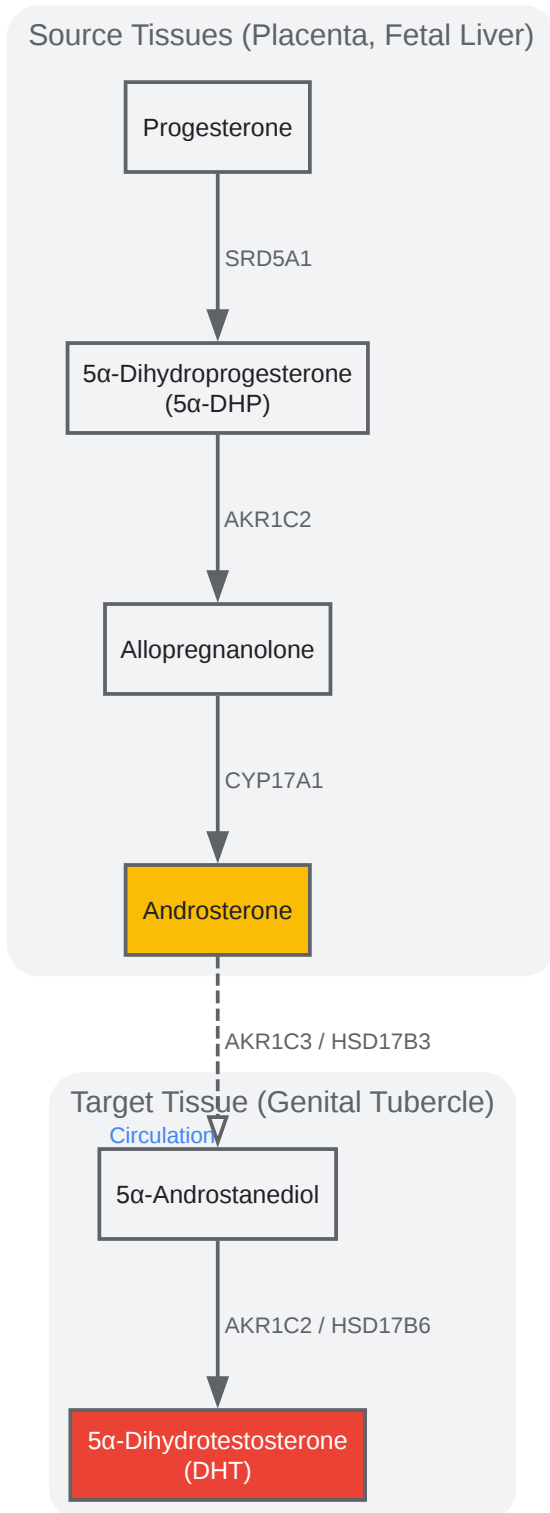 Source Tissues (Placenta, Fetal Liver)
Progesterone
SRD5A1
5α-Dihydroprogesterone
(5α-DHP)
AKR1C2
Allopregnanolone
CYP17A1
Androsterone
AKR1C3 / HSD17B3
Target Tissue (Genital Tubercle)
Circulation
5α-Androstanediol
AKR1C2 / HSD17B6
5α-Dihydrotestosterone
(DHT)